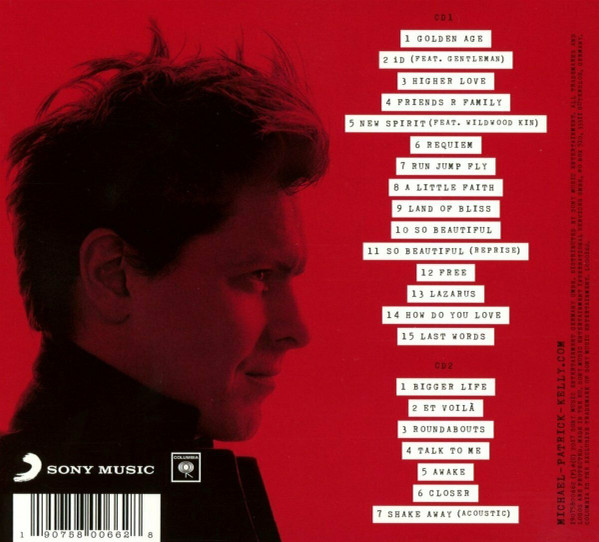 CD1
1 GOLDEN AGE
2 iD (FEAT. GENTLEMAN)
3 HIGHER LOVE
4 FRIENDS R FAMILY
5 NEW SPIRIT (FEAT. WILDWOOD KIN)
6 REQUIEM
7 RUN JUMP FLY
8 A LITTLE FAITH
9 LAND OF BLISS
10 SO BEAUTIFUL
11 SO BEAUTIFUL (REPRISE)
12 FREE
13 LAZARUS
14 HOW DO YOU LOVE
15 LAST WORDS
CD2
1 BIGGER LIFE
2 ET VOILÀ
3 ROUNDABOUTS
4 TALK TO ME
5 AWAKE
6 CLOSER
7 SHAKE AWAY (ACOUSTIC)
SONY MUSIC
COLUMBIA
1 90758 00662 8
MICHAEL-PATRICK-KELLY.COM